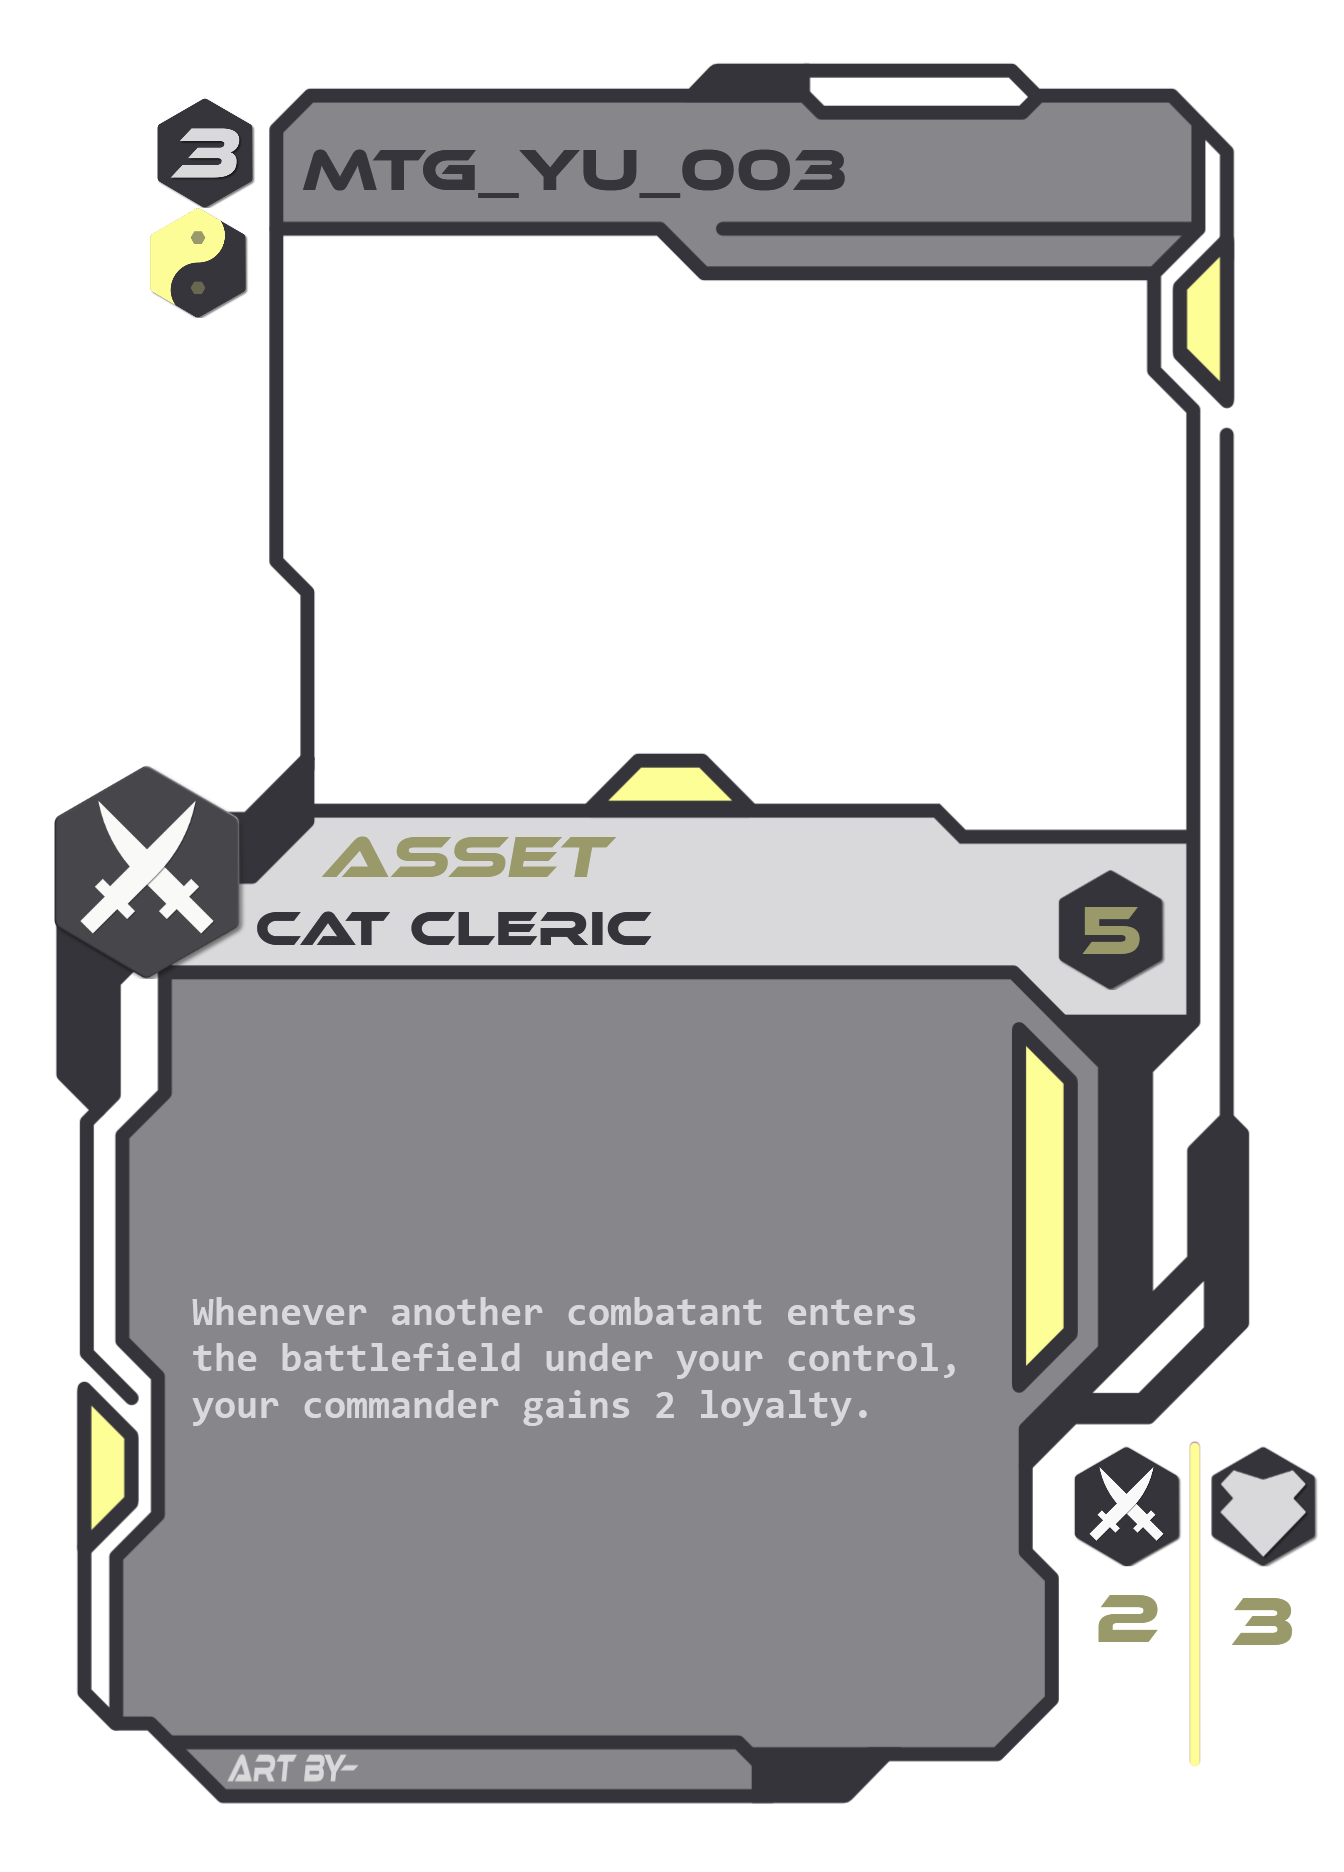 3
MTG_YU_003
ASSET
CAT CLERIC
5
Whenever another combatant enters
the battlefield under your control,
your commander gains 2 loyalty.
2
3
ART BY-